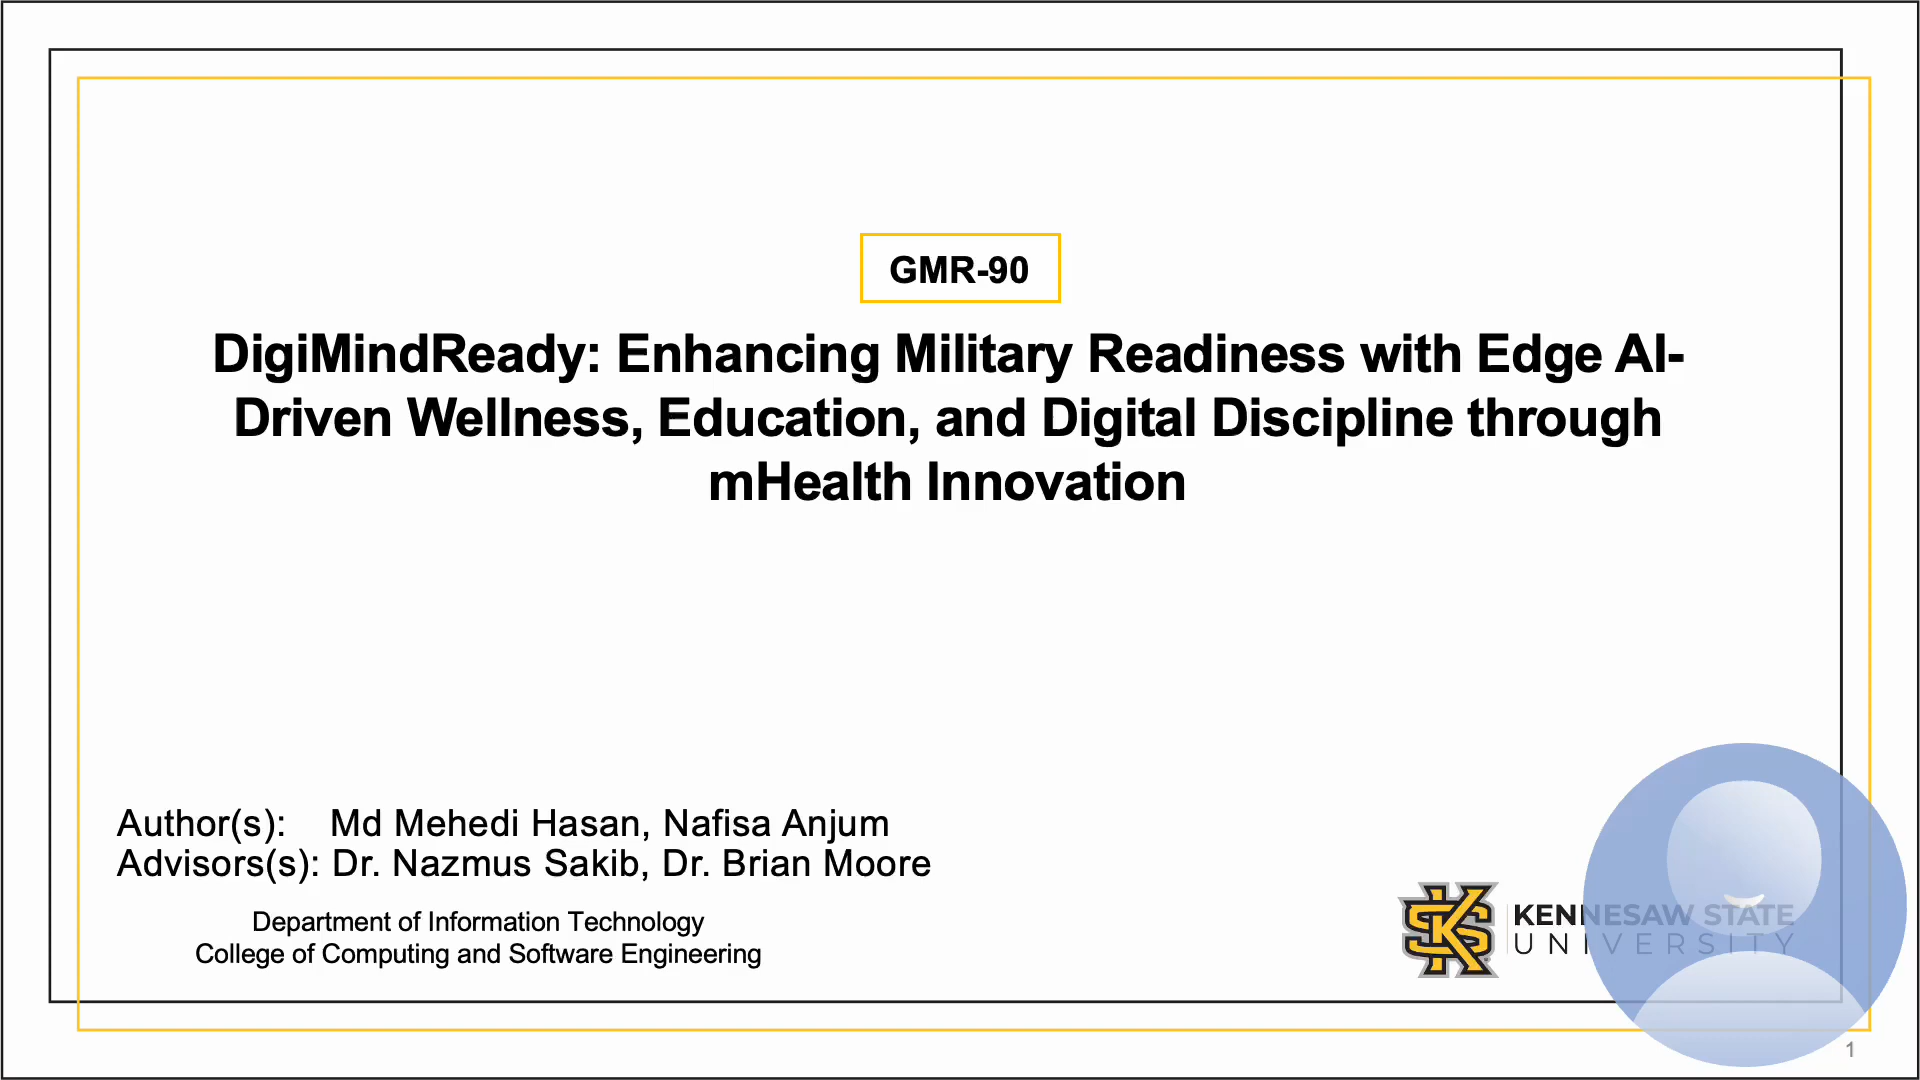 GMR-90
DigiMindReady: Enhancing Military Readiness with Edge AI-
Driven Wellness, Education, and Digital Discipline through
mHealth Innovation
Author(s): Md Mehedi Hasan, Nafisa Anjum
Advisors(s): Dr. Nazmus Sakib, Dr. Brian Moore
Department of Information Technology
College of Computing and Software Engineering
KS
KENNESAW STATE
UNIVERSITY
1